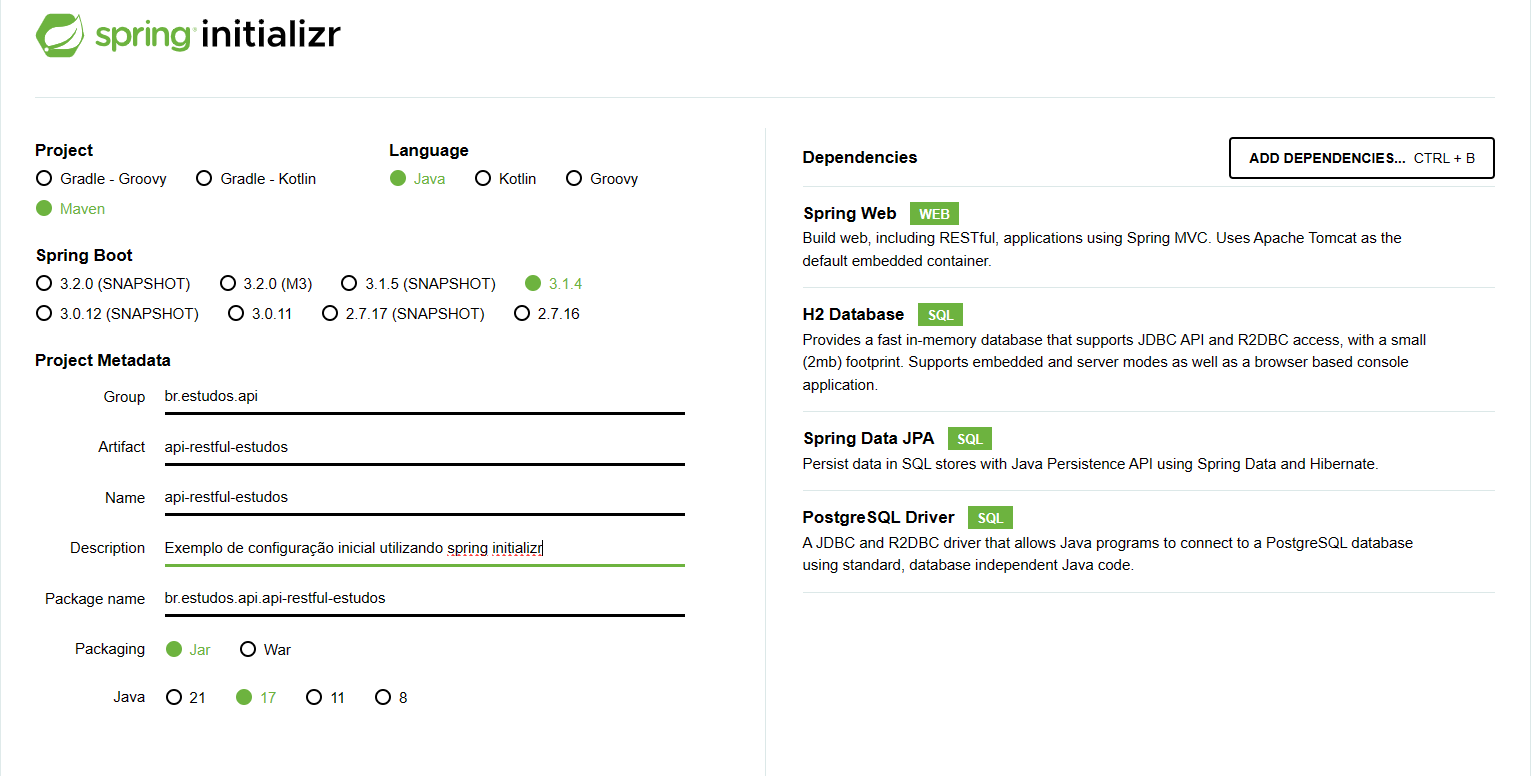 spring initializr
Project
Gradle - Groovy Gradle - Kotlin
Maven
Language
Java Kotlin Groovy
Spring Boot
3.2.0 (SNAPSHOT) 3.2.0 (M3) 3.1.5 (SNAPSHOT) 3.1.4
3.0.12 (SNAPSHOT) 3.0.11 2.7.17 (SNAPSHOT) 2.7.16
Project Metadata
Group br.estudos.api
Artifact api-restful-estudos
Name api-restful-estudos
Description Exemplo de configuração inicial utilizando spring initializr
Package name br.estudos.api.api-restful-estudos
Packaging Jar War
Java 21 17 11 8
Dependencies
ADD DEPENDENCIES... CTRL + B
Spring Web WEB
Build web, including RESTful, applications using Spring MVC. Uses Apache Tomcat as the
default embedded container.
H2 Database SQL
Provides a fast in-memory database that supports JDBC API and R2DBC access, with a small
(2mb) footprint. Supports embedded and server modes as well as a browser based console
application.
Spring Data JPA SQL
Persist data in SQL stores with Java Persistence API using Spring Data and Hibernate.
PostgreSQL Driver SQL
A JDBC and R2DBC driver that allows Java programs to connect to a PostgreSQL database
using standard, database independent Java code.